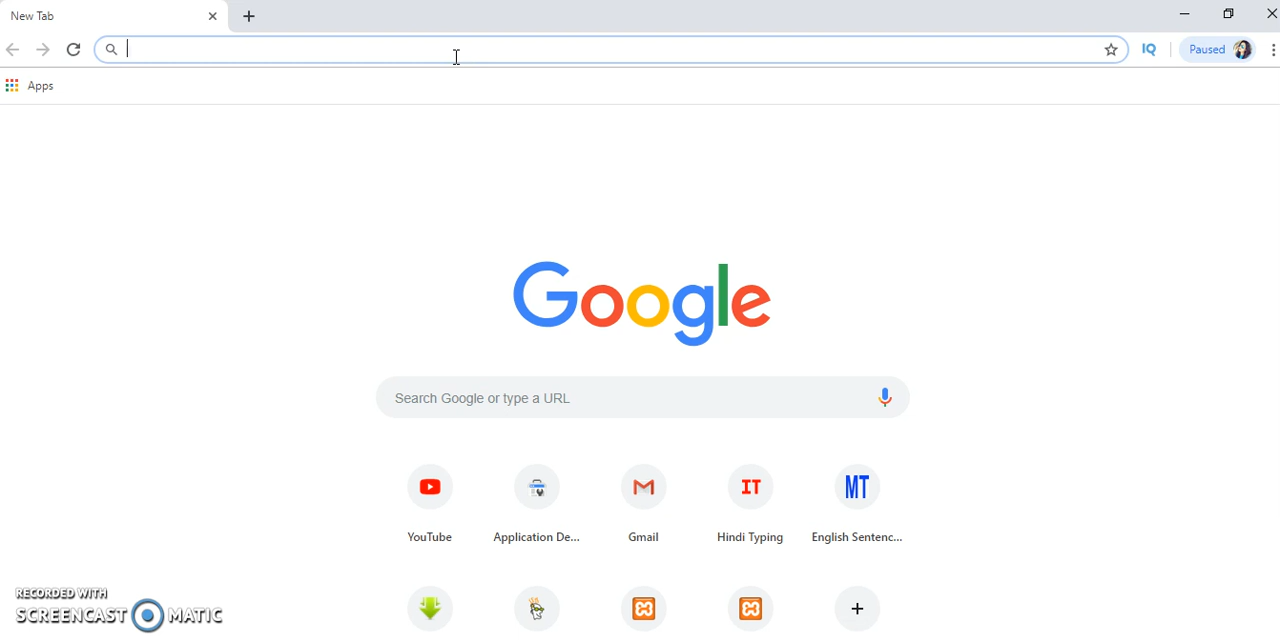 New Tab
IQ
Paused
Apps
Google
Search Google or type a URL
IT
MT
YouTube
Application De...
Gmail
Hindi Typing
English Sentenc...
RECORDED WITH
SCREENCAST MATIC